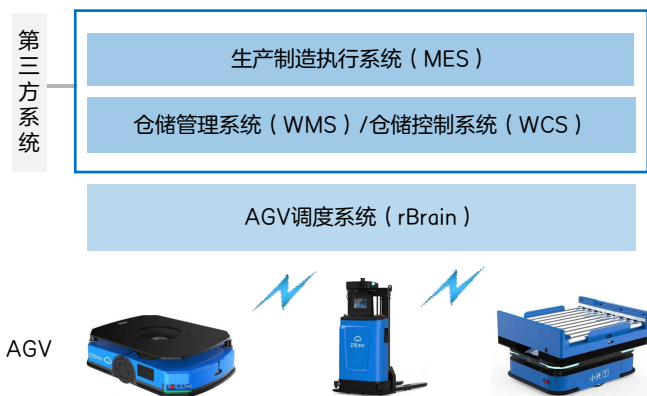 第三方系统
生产制造执行系统（MES）
仓储管理系统（WMS）/仓储控制系统（WCS）
AGV调度系统（rBrain）
AGV